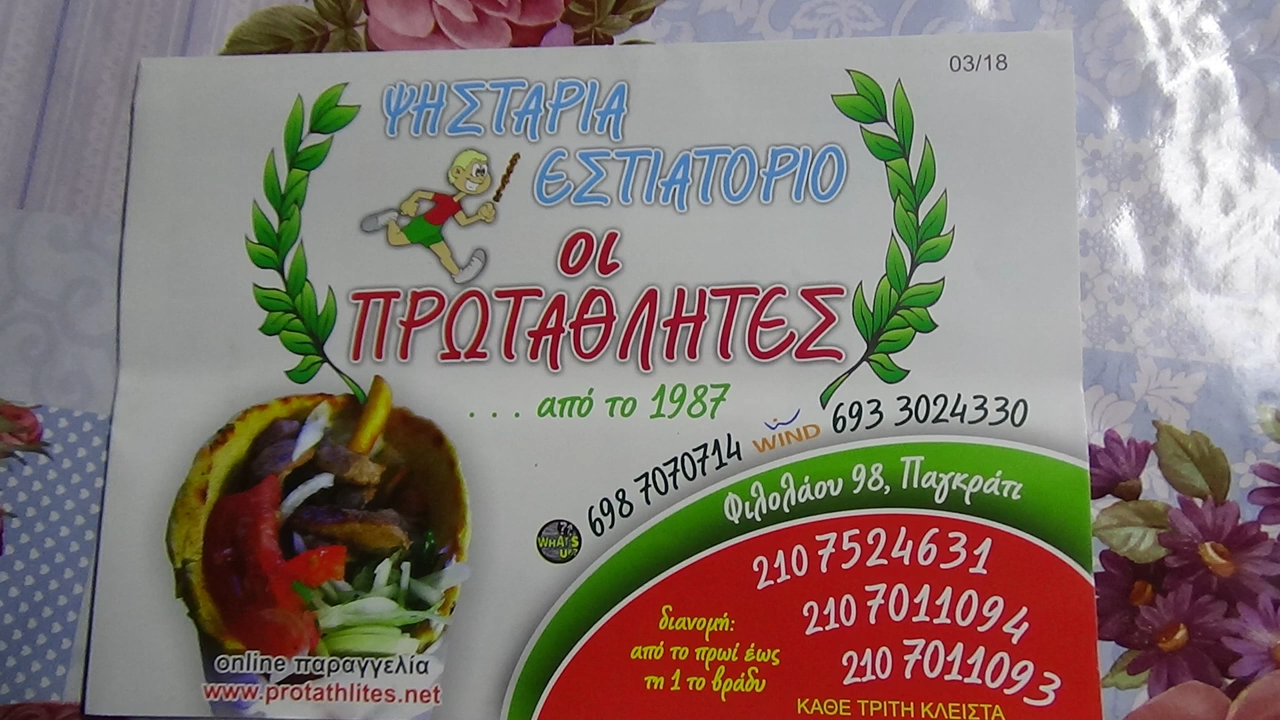 03/18
ΨΗΣΤΑΡΙΑ
ΕΣΤΙΑΤΟΡΙΟ
οι
ΠΡΩΤΑΘΛΗΤΕΣ
. . . από το 1987
WHAT'S UP?
698 7070714
WIND
693 3024330
Φιλολάου 98, Παγκράτι
210 7524631
210 7011094
210 7011093
διανομή:
από το πρωί έως
τη 1 το βράδυ
ΚΑΘΕ ΤΡΙΤΗ ΚΛΕΙΣΤΑ
online παραγγελία
www.protathlites.net